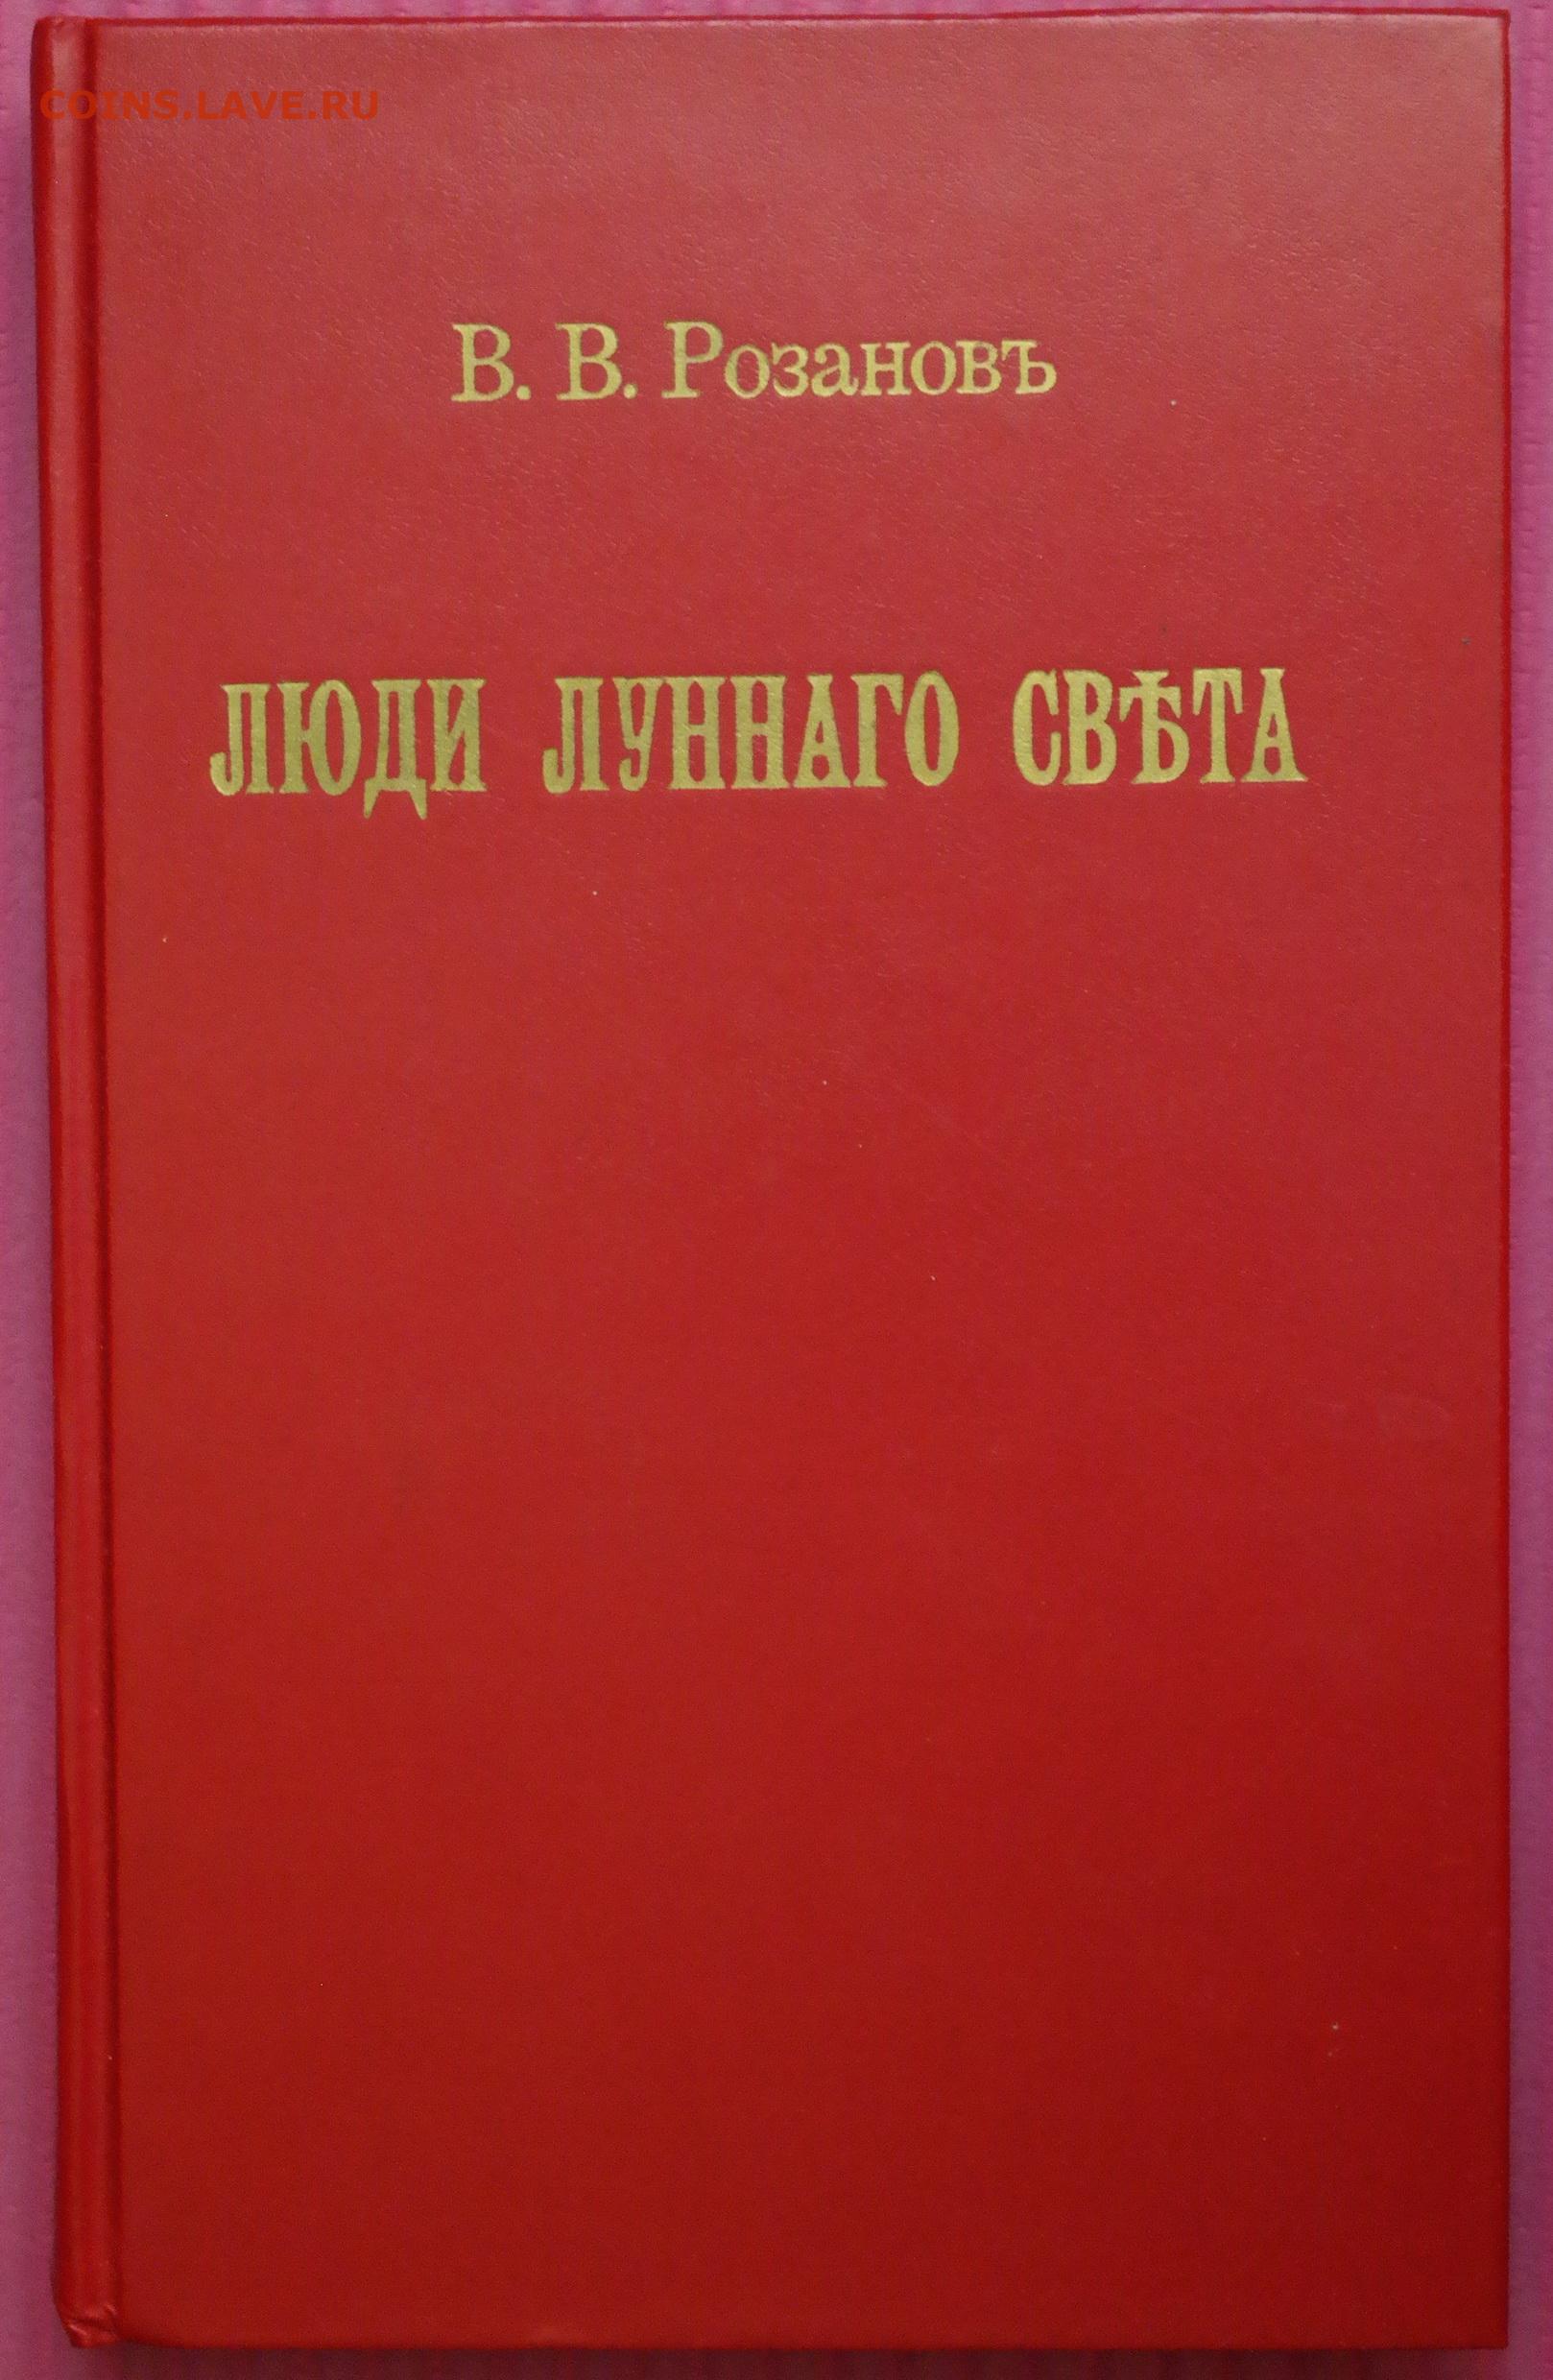 COINS.LAVE.RU
В. В. Розановъ
ЛЮДИ ЛУННАГО СВѢТА